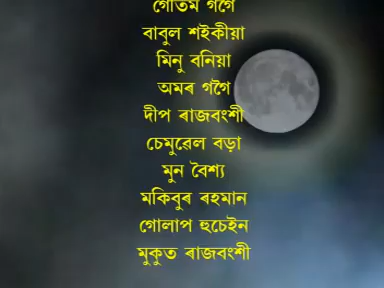 গৌতম গগৈ
বাবুল শইকীয়া
মিনু বনিয়া
অমৰ গগৈ
দীপ ৰাজবংশী
চেমুৱেল বড়া
মুন বৈশ্য
মকিবুৰ ৰহমান
গোলাপ হুচেইন
মুকুত ৰাজবংশী